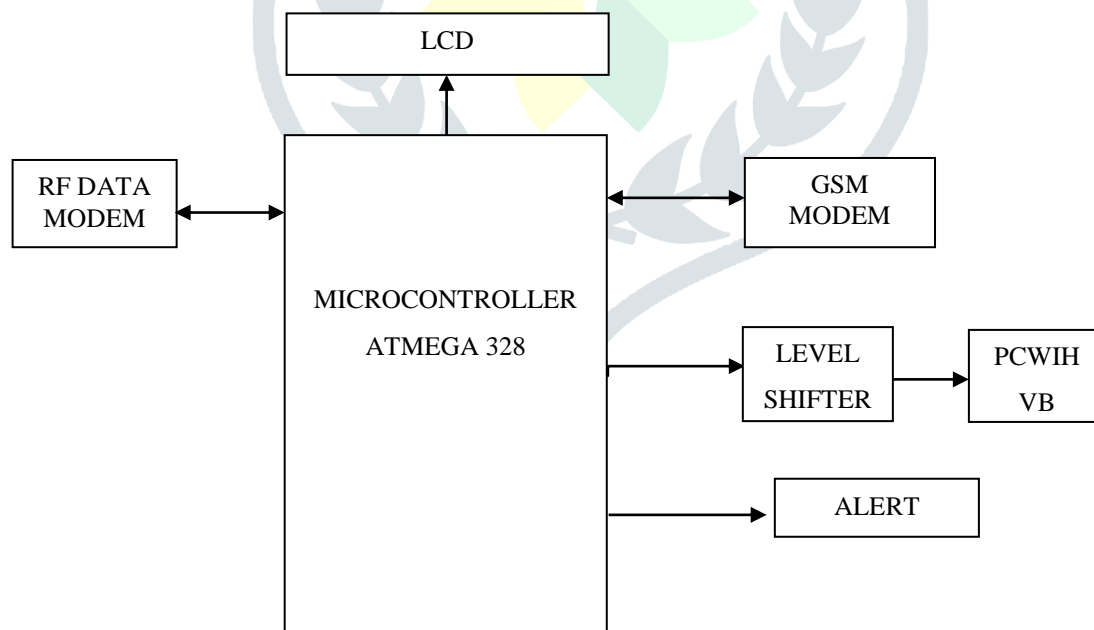 LCD
RF DATA
MODEM
GSM
MODEM
MICROCONTROLLER
ATMEGA 328
LEVEL
SHIFTER
PCWIH
VB
ALERT